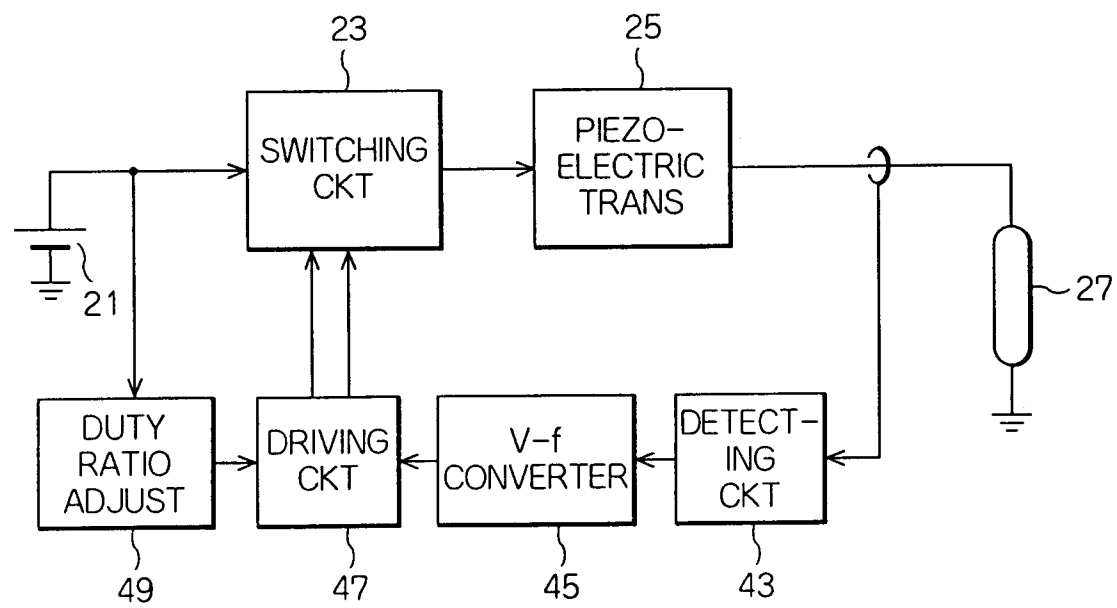 23
25
SWITCHING
CKT
PIEZO-
ELECTRIC
TRANS
21
27
DUTY
RATIO
ADJUST
DRIVING
CKT
V-f
CONVERTER
DETECT-
ING
CKT
49
47
45
43